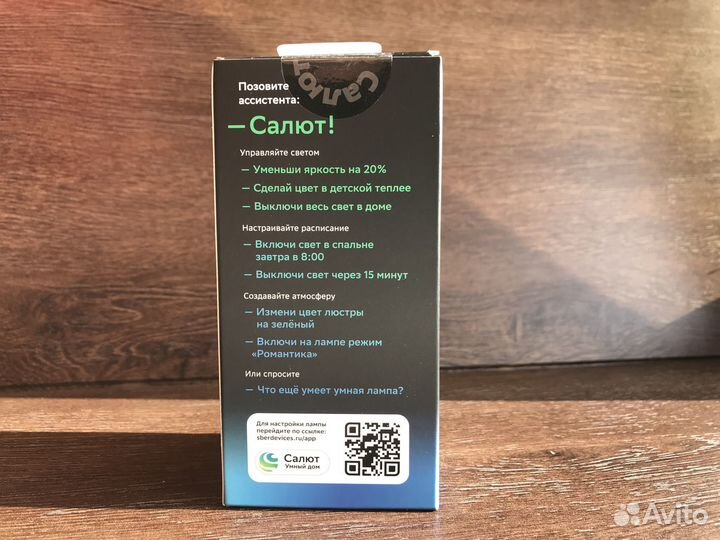 Салют
Позовите
ассистента:
— Салют!
Управляйте светом
— Уменьши яркость на 20%
— Сделай цвет в детской теплее
— Выключи весь свет в доме
Настраивайте расписание
— Включи свет в спальне
завтра в 8:00
— Выключи свет через 15 минут
Создавайте атмосферу
— Измени цвет люстры
на зелёный
— Включи на лампе режим
«Романтика»
Или спросите
— Что ещё умеет умная лампа?
Для настройки лампы
перейдите по ссылке:
sberdevices.ru/app
Салют
Умный дом
Avito